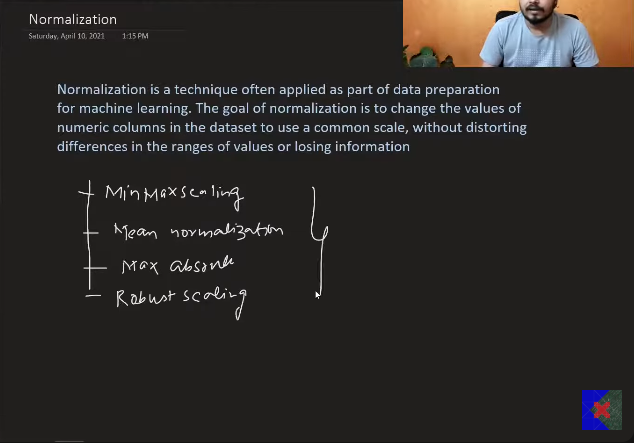 Normalization
Saturday, April 10, 2021 1:15 PM
Normalization is a technique often applied as part of data preparation
for machine learning. The goal of normalization is to change the values of
numeric columns in the dataset to use a common scale, without distorting
differences in the ranges of values or losing information
MinMaxscaling
Mean normalization
Max absolute
Robust scaling